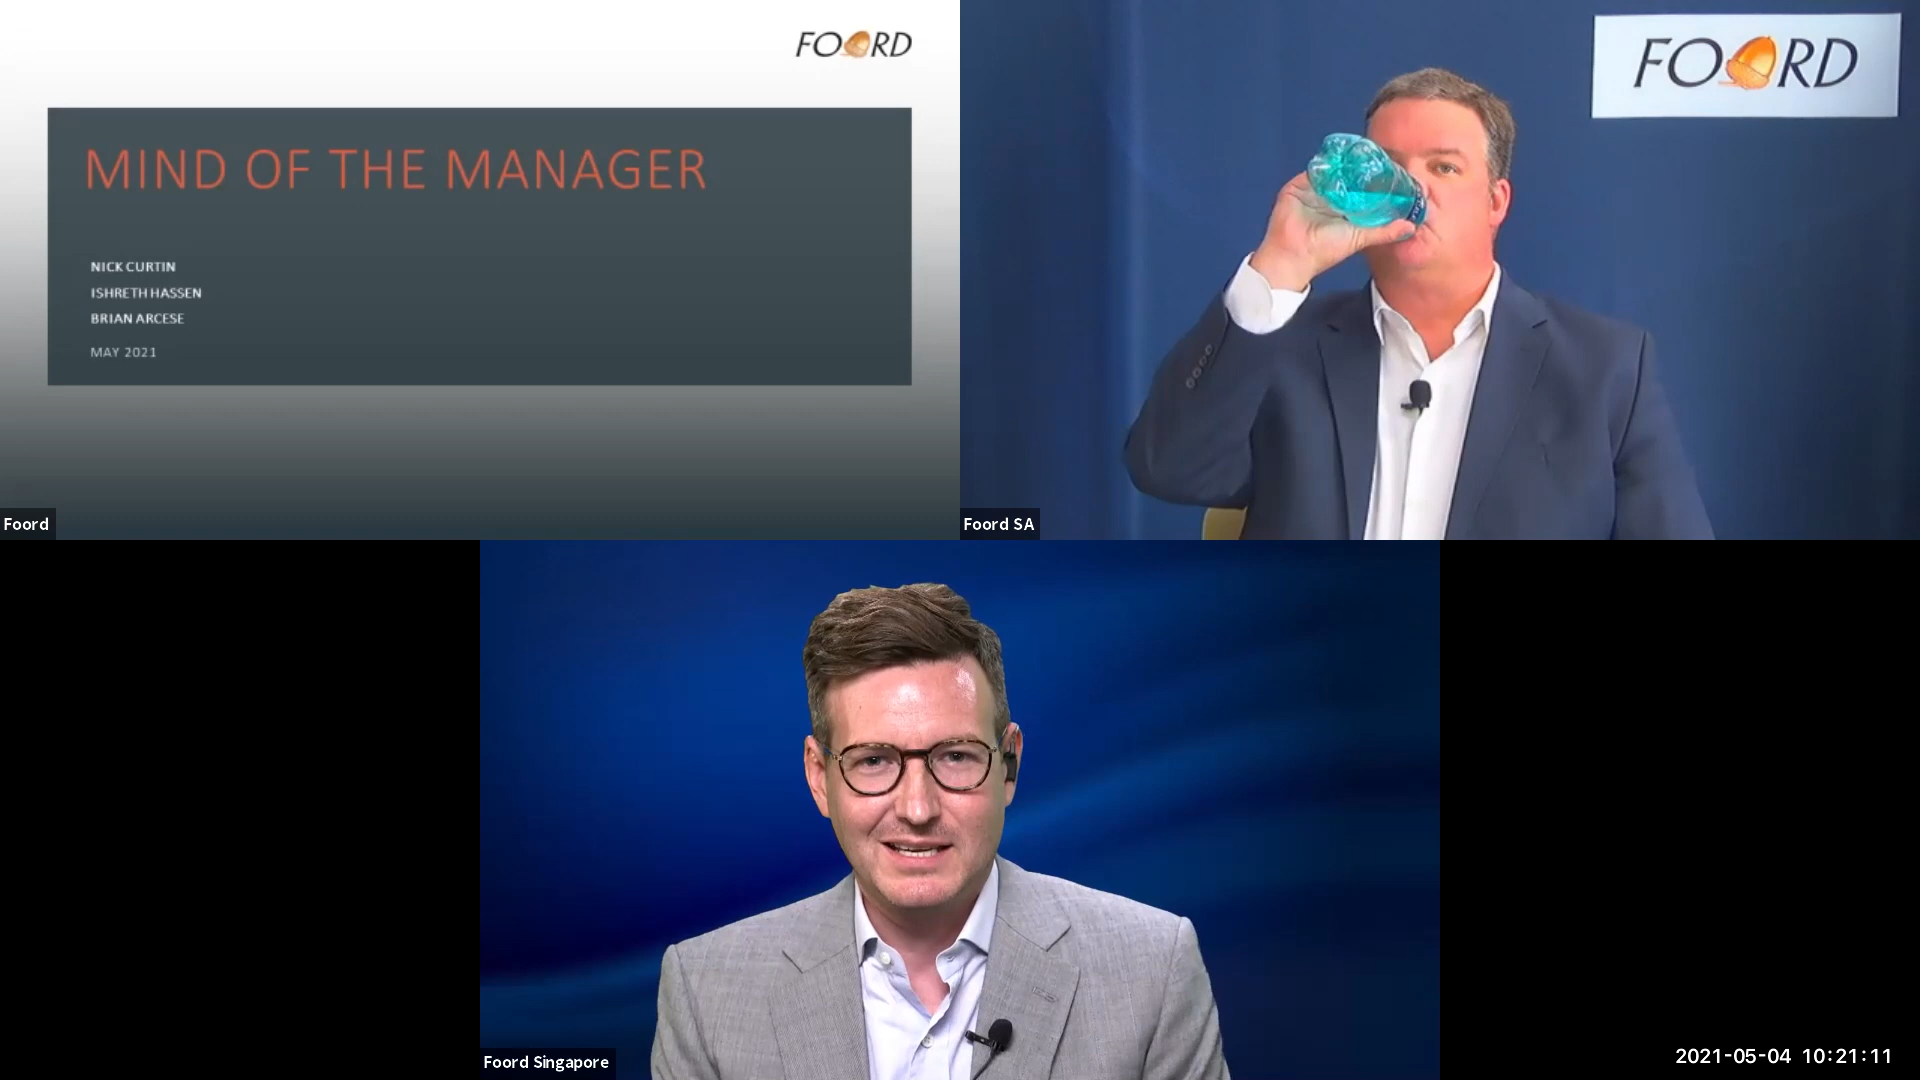 FOORD
MIND OF THE MANAGER
NICK CURTIN
ISHRETH HASSEN
BRIAN ARCESE
MAY 2021
Foord
FOORD
Foord SA
Foord Singapore
2021-05-04 10:21:11